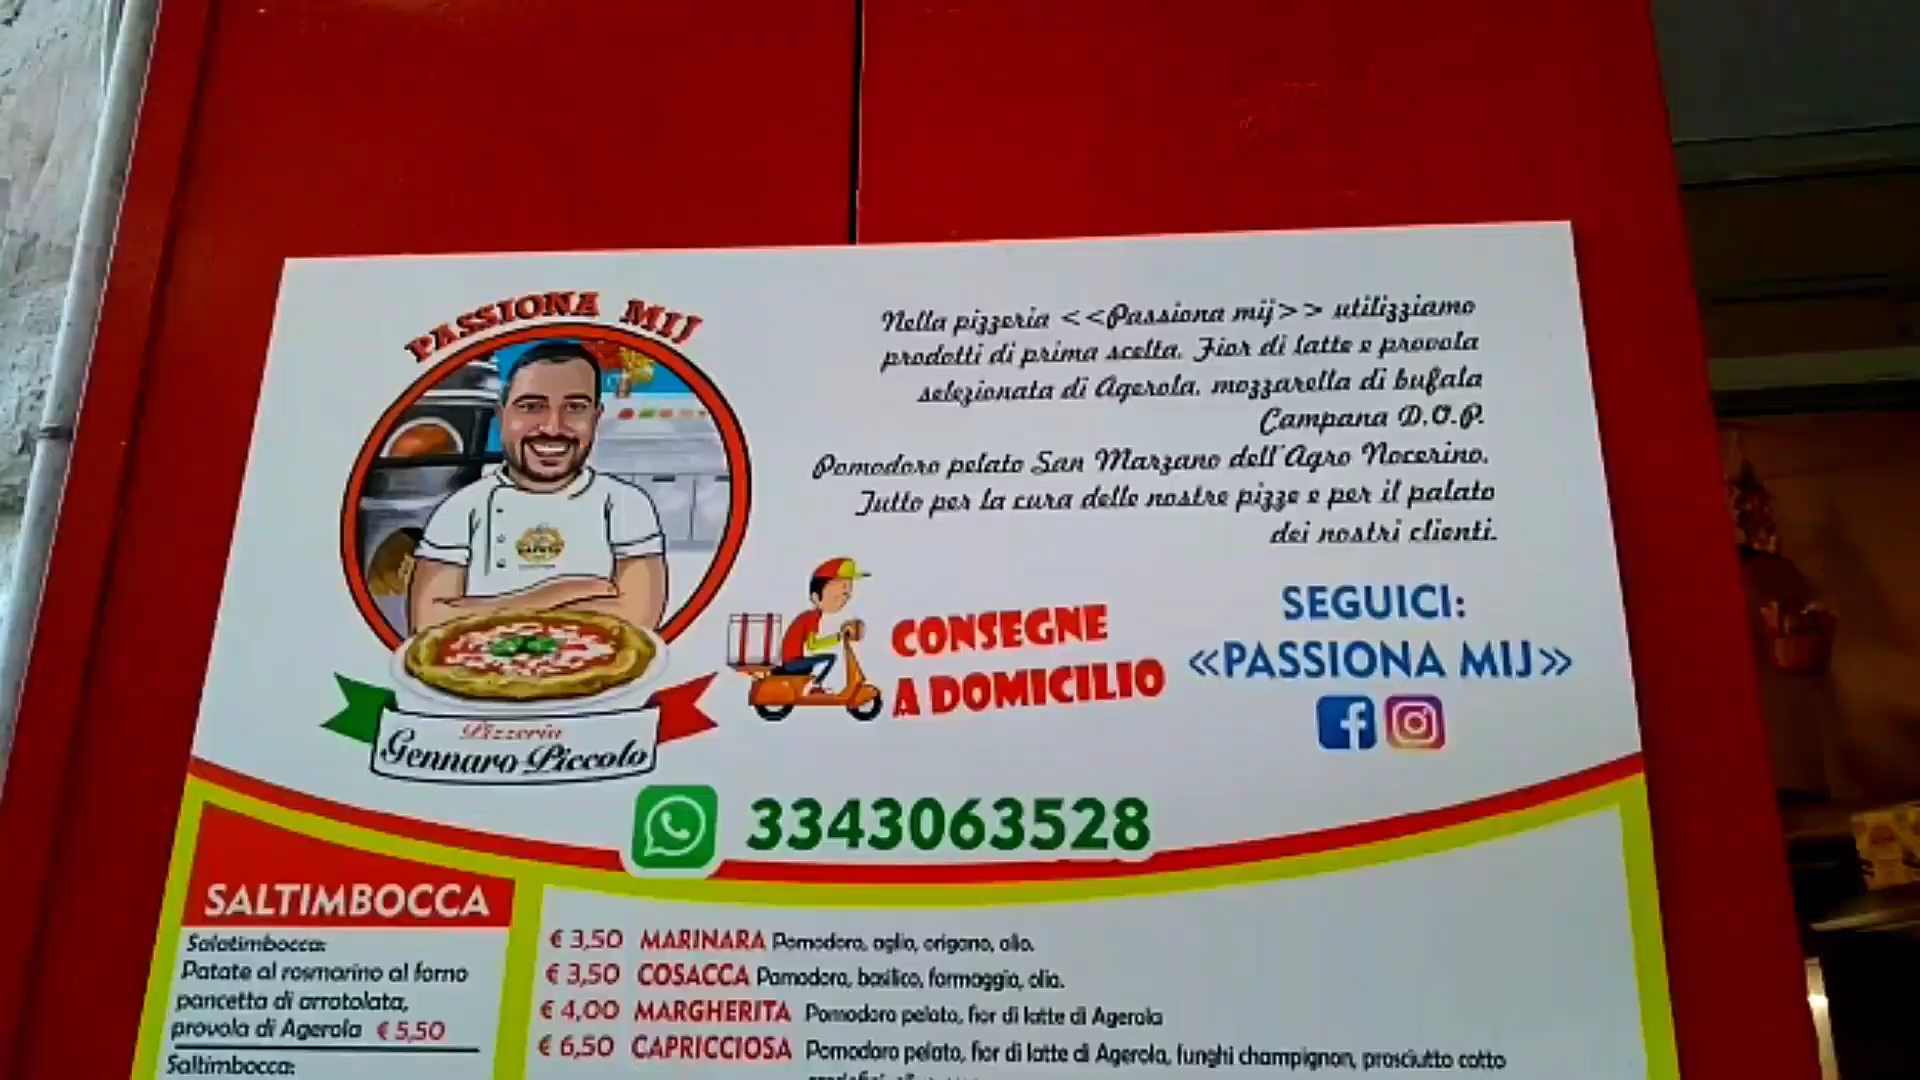 PASSIONA MIJ
Nella pizzeria <<Passiona mij>> utilizziamo
prodotti di prima scelta. Fior di latte e provola
selezionata di Agerola, mozzarella di bufala
Campana D.O.P.
Pomodoro pelato San Marzano dell'Agro Nocerino.
Tutto per la cura delle nostre pizze e per il palato
dei nostri clienti.
CONSEGNE
A DOMICILIO
SEGUICI:
«PASSIONA MIJ»
Pizzeria
Gennaro Piccolo
3343063528
SALTIMBOCCA
Salatimbocca:
Patate al rosmarino al forno
pancetta di arrotolata,
provola di Agerola € 5,50
Saltimbocca:
€ 3,50 MARINARA Pomodoro, aglio, origano, olio.
€ 3,50 COSACCA Pomodoro, basilico, formaggio, olio.
€ 4,00 MARGHERITA Pomodoro pelato, fior di latte di Agerola
€ 6,50 CAPRICCIOSA Pomodoro pelato, fior di latte di Agerola, funghi champignon, prosciutto cotto